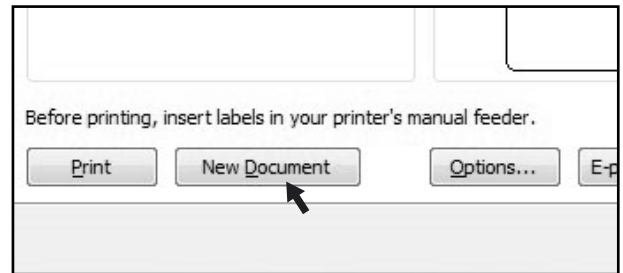 Before printing, insert labels in your printer's manual feeder.
Print New Document Options... E-p